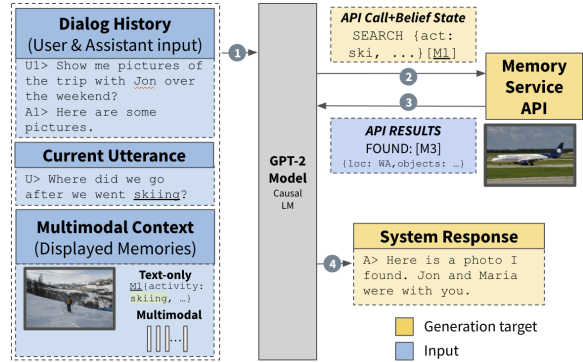 Dialog History
(User & Assistant input)
U1> Show me pictures of
the trip with Jon over
the weekend?
A1> Here are some
pictures.
Current Utterance
U> Where did we go
after we went skiing?
Multimodal Context
(Displayed Memories)
Text-only
M1{activity:
skiing, …}
Multimodal
...
1
GPT-2
Model
Causal
LM
API Call+Belief State
SEARCH {act:
ski, ...}[M1]
2
3
Memory
Service
API
API RESULTS
FOUND: [M3]
{loc: WA,objects: …}
4
System Response
A> Here is a photo I
found. Jon and Maria
were with you.
Generation target
Input